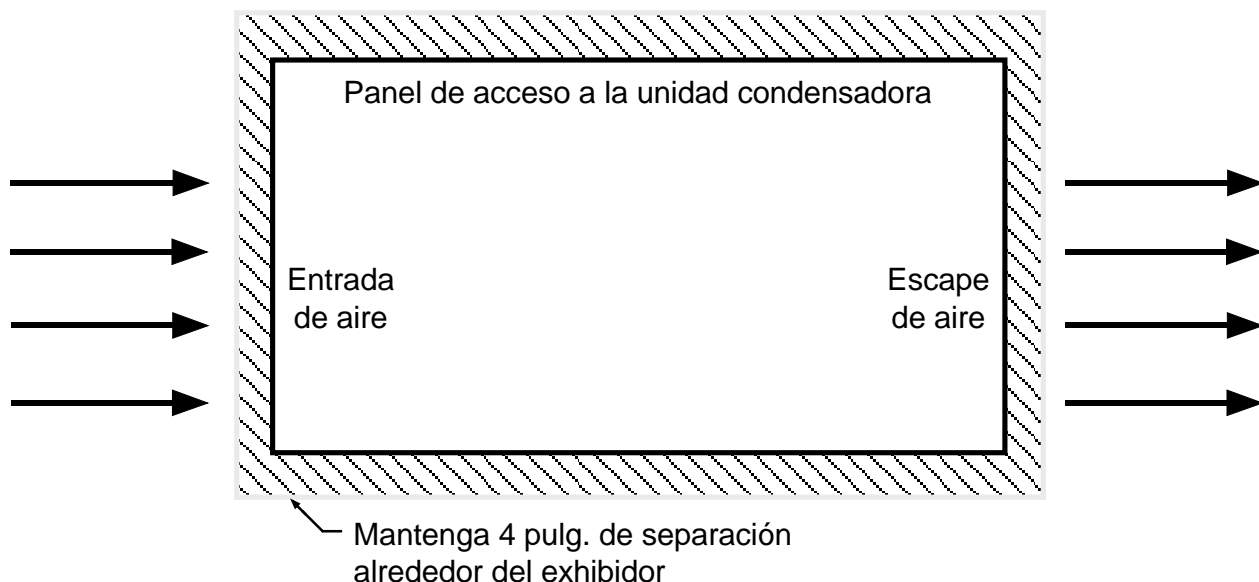 Panel de acceso a la unidad condensadora
Entrada
de aire
Escape
de aire
Mantenga 4 pulg. de separación
alrededor del exhibidor